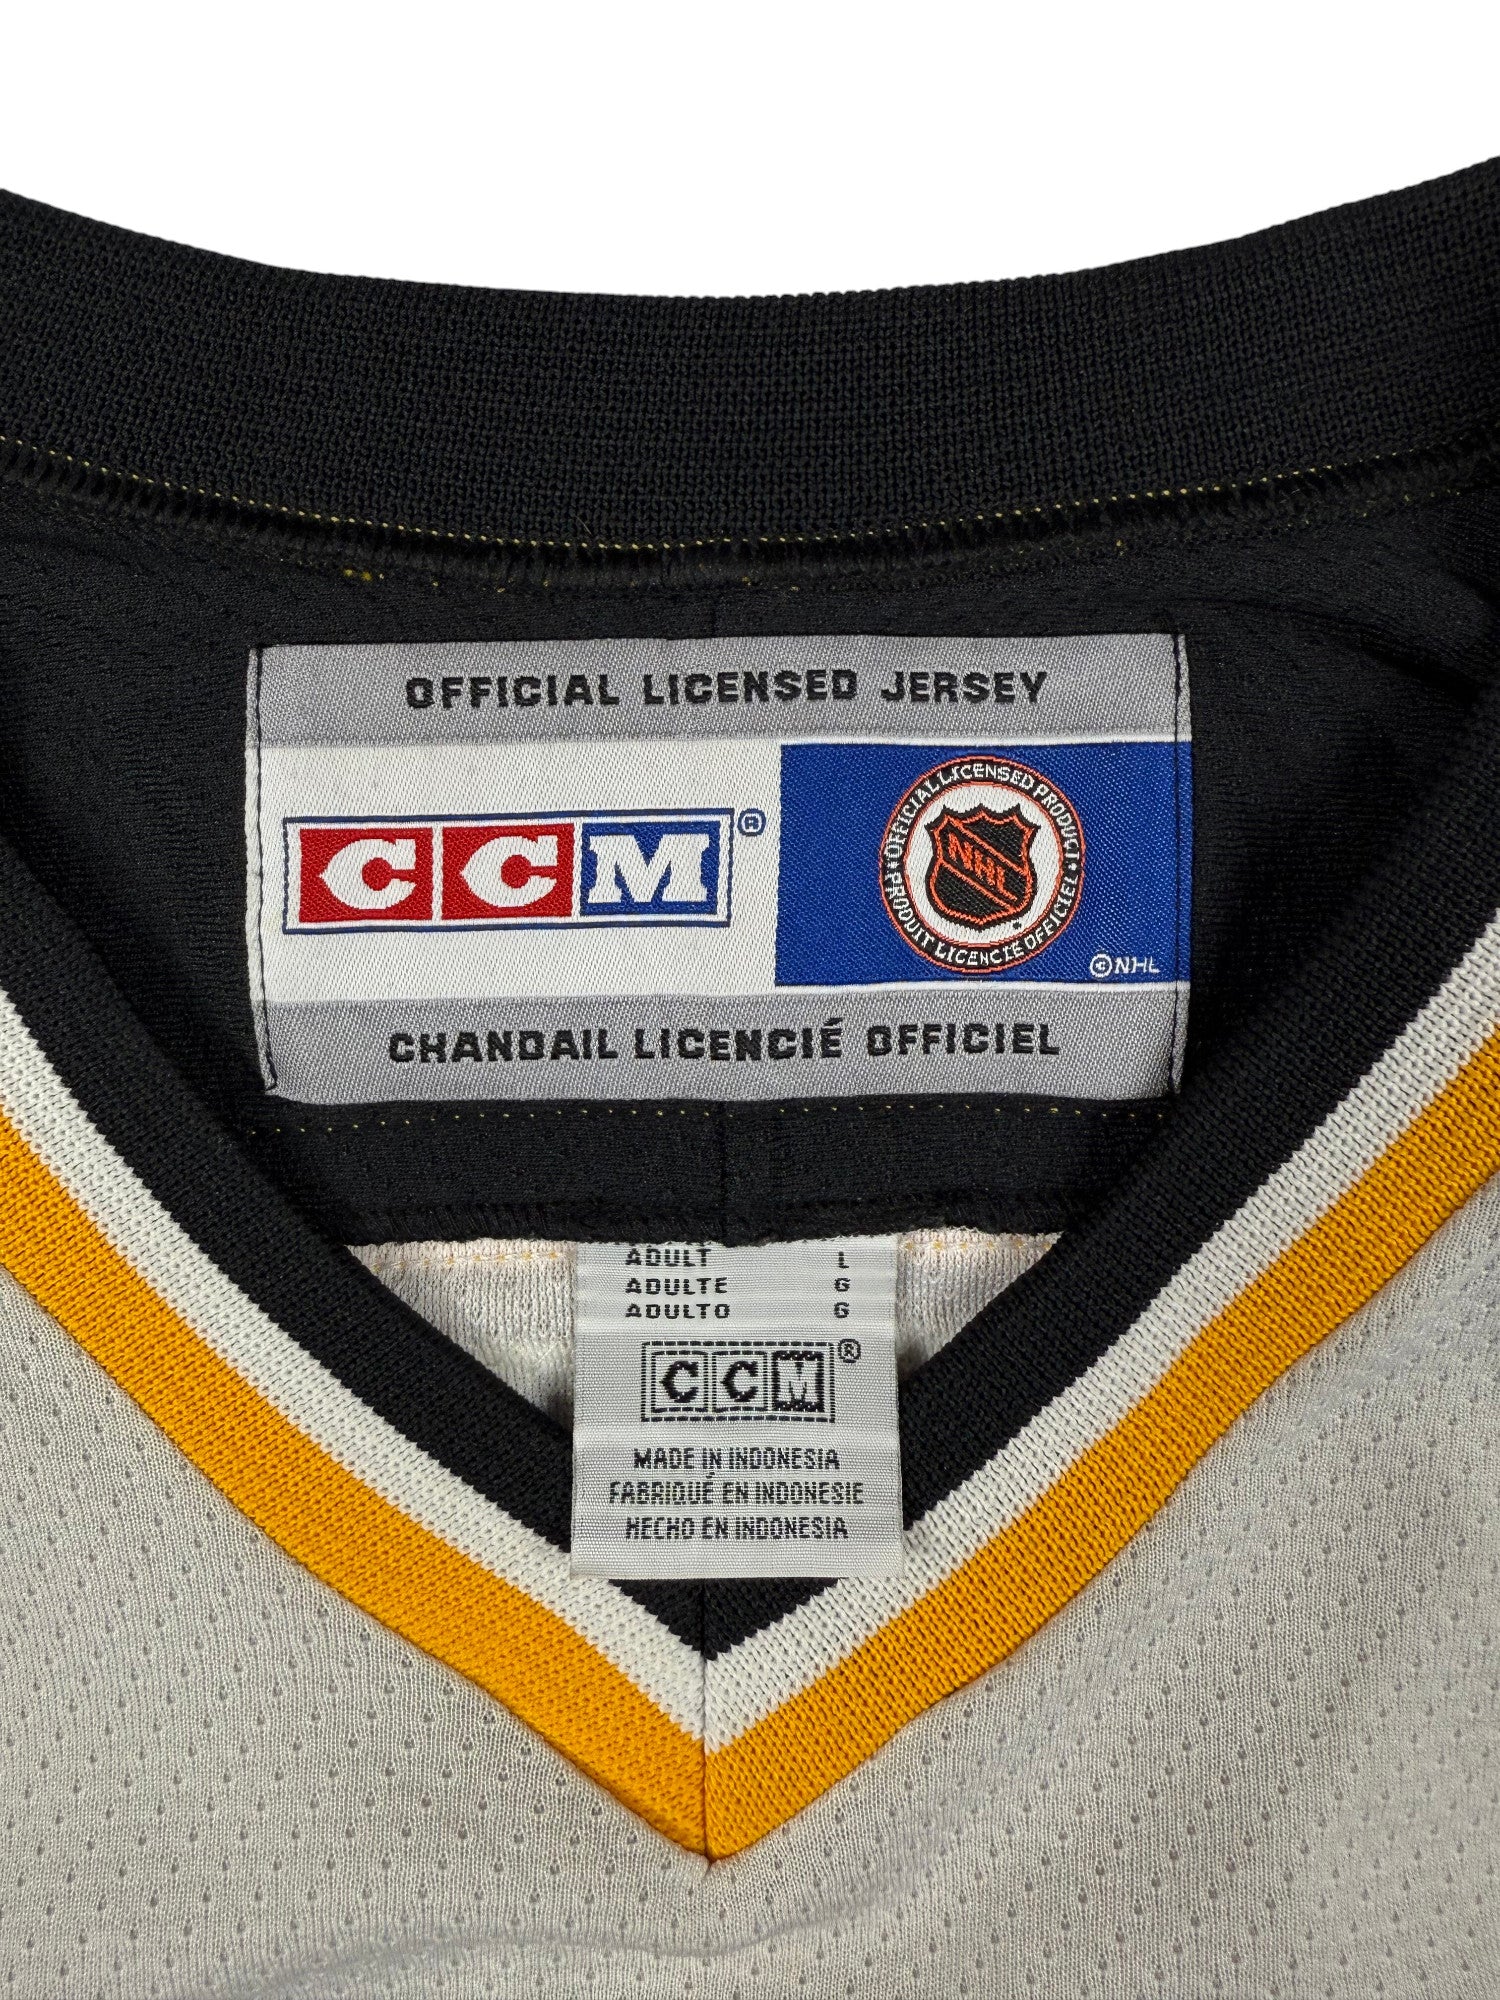 OFFICIAL LICENSED JERSEY
CCM®
OFFICIAL LICENSED PRODUCT
NHL
PRODUIT LICENCIE OFFICIEL
©NHL
CHANDAIL LICENCIÉ OFFICIEL
ADULT L
ADULTE G
ADULTO G
CCM®
MADE IN INDONESIA
FABRIQUÉ EN INDONESIE
HECHO EN INDONESIA